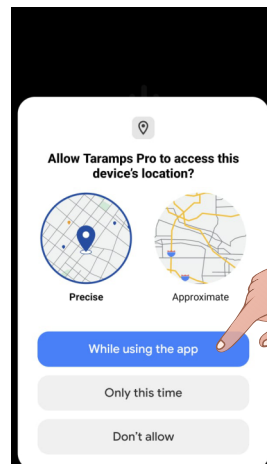 Allow Taramps Pro to access this
device's location?
Precise
Approximate
While using the app
Only this time
Don't allow